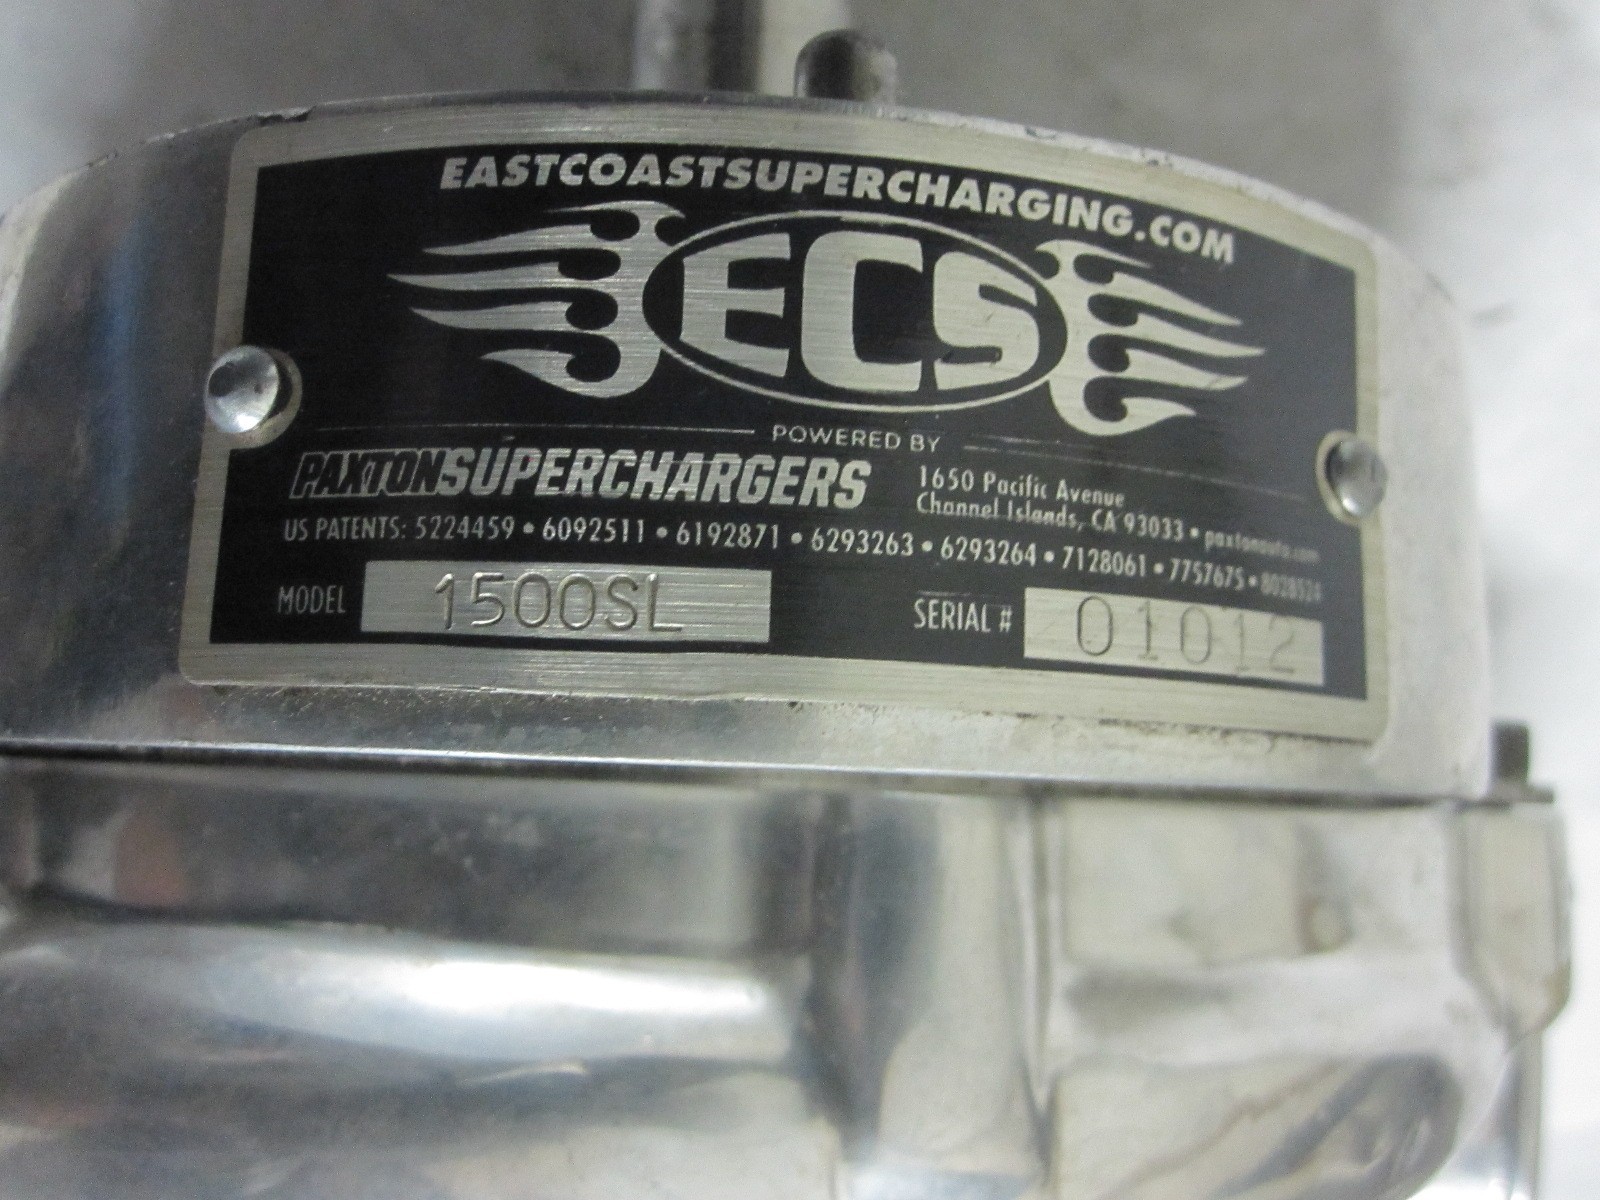 EASTCOASTSUPERCHARGING.COM
ECS
POWERED BY
PAXTONSUPERCHARGERS
1650 Pacific Avenue
Channel Islands, CA 93033 • paxtonauto.com
US PATENTS: 5224459 • 6092511 • 6192871 • 6293263 • 6293264 • 7128061 • 7757675 • 8028524
MODEL 1500SL
SERIAL # 01012